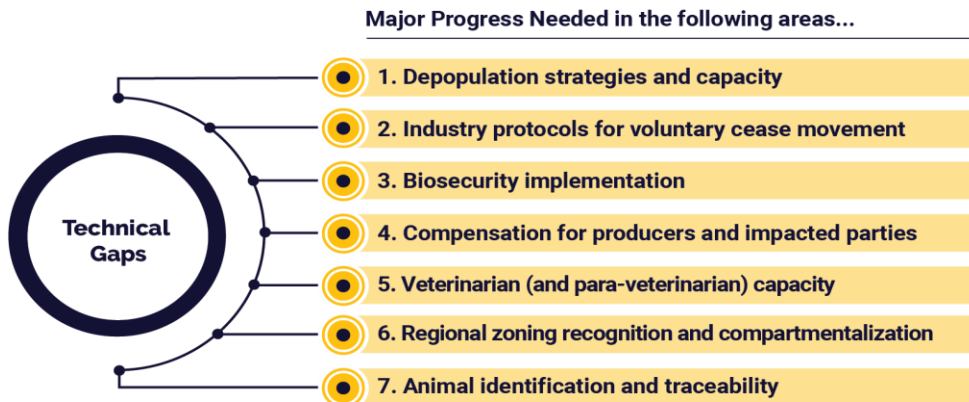 Major Progress Needed in the following areas...
1. Depopulation strategies and capacity
2. Industry protocols for voluntary cease movement
3. Biosecurity implementation
Technical
Gaps
4. Compensation for producers and impacted parties
5. Veterinarian (and para-veterinarian) capacity
6. Regional zoning recognition and compartmentalization
7. Animal identification and traceability